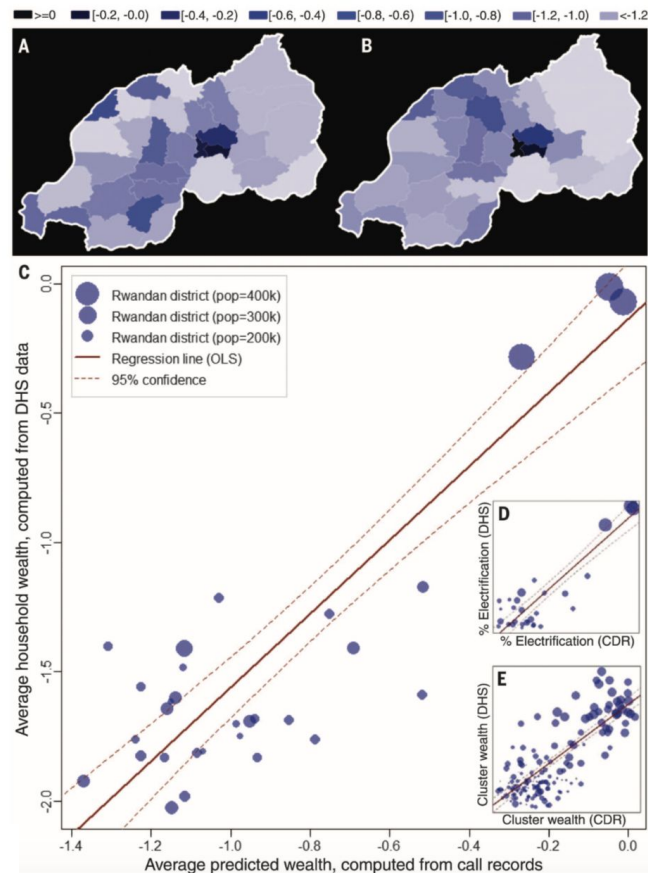 >=0 [-0.2, -0.0) [-0.4, -0.2) [-0.6, -0.4) [-0.8, -0.6) [-1.0, -0.8) [-1.2, -1.0) <-1.2
A B
C
Rwandan district (pop=400k)
Rwandan district (pop=300k)
Rwandan district (pop=200k)
Regression line (OLS)
95% confidence
Average household wealth, computed from DHS data
0.0
-0.5
-1.0
-1.5
-2.0
D
% Electrification (DHS)
% Electrification (CDR)
E
Cluster wealth (DHS)
Cluster wealth (CDR)
-1.4 -1.2 -1.0 -0.8 -0.6 -0.4 -0.2 0.0
Average predicted wealth, computed from call records